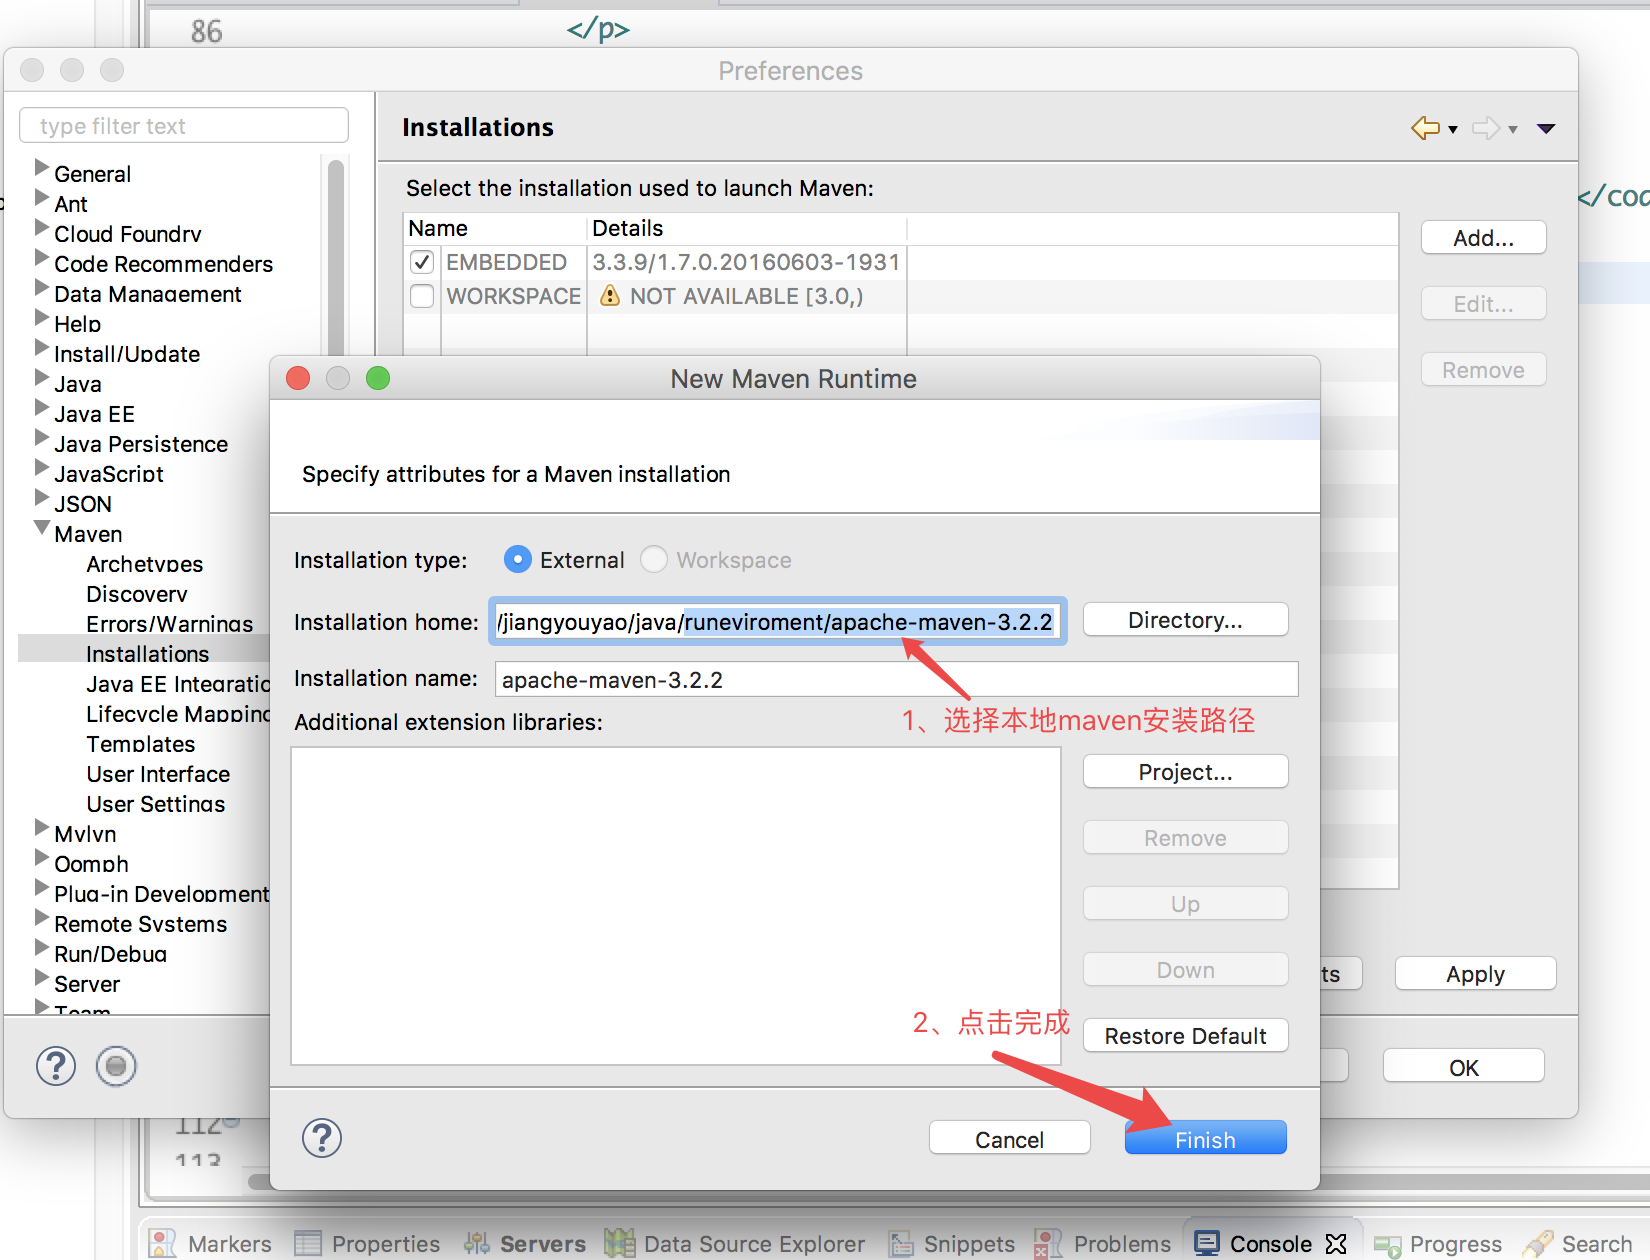 86 </p>
Preferences
type filter text
Installations
General
Ant
Cloud Foundry
Code Recommenders
Data Management
Help
Install/Update
Java
Java EE
Java Persistence
JavaScript
JSON
Maven
Archetypes
Discovery
Errors/Warnings
Installations
Java EE Integratio
Lifecycle Mapping
Templates
User Interface
User Settings
Mylyn
Oomph
Plug-in Development
Remote Systems
Run/Debug
Server
Team
Select the installation used to launch Maven:
Name Details
EMBEDDED 3.3.9/1.7.0.20160603-1931
WORKSPACE NOT AVAILABLE [3.0,)
Add...
Edit...
Remove
</cod
New Maven Runtime
Specify attributes for a Maven installation
Installation type: External Workspace
Installation home: /jiangyouyao/java/runeviroment/apache-maven-3.2.2 Directory...
Installation name: apache-maven-3.2.2
1、选择本地maven安装路径
Additional extension libraries:
Project...
Remove
Up
Down
2、点击完成
Restore Default
Cancel Finish
ts Apply
OK
112
113
Markers Properties Servers Data Source Explorer Snippets Problems Console Progress Search